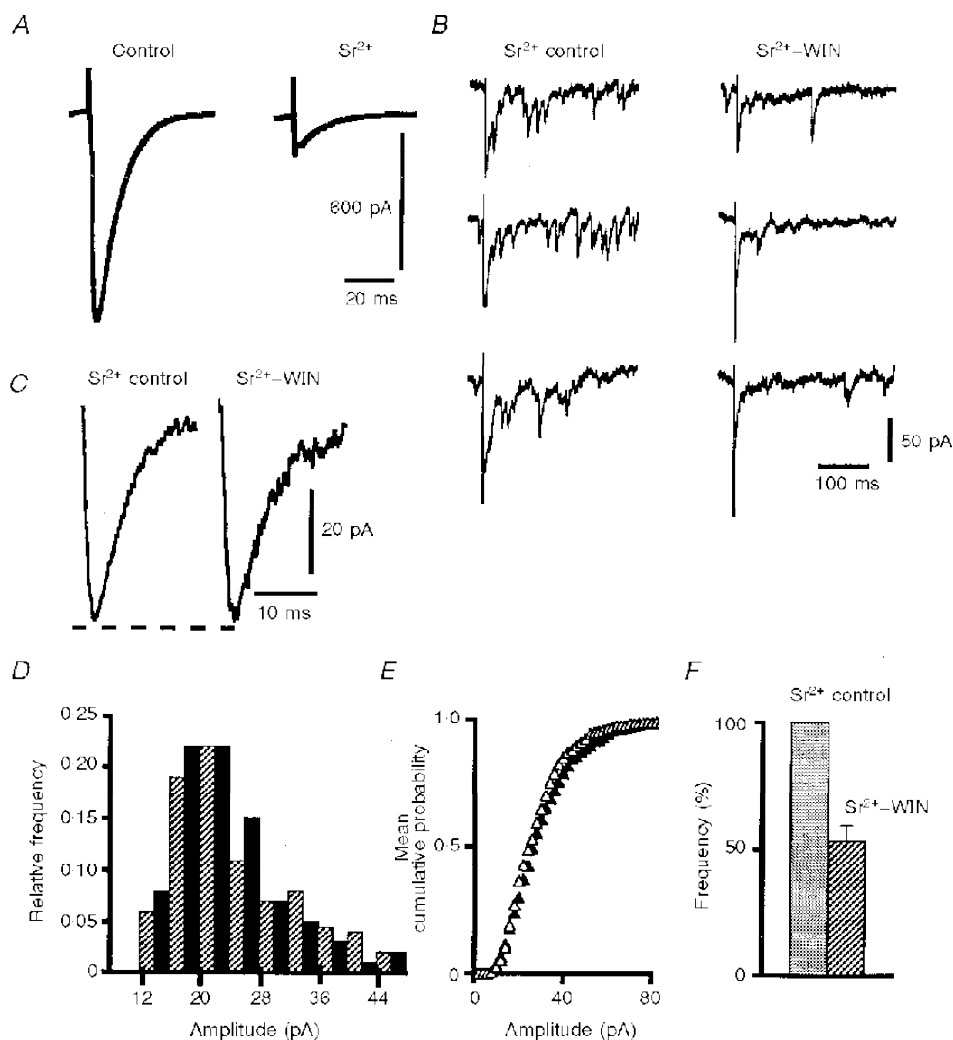 A
Control
Sr2+
600 pA
20 ms
B
Sr2+ control
Sr2+–WIN
50 pA
100 ms
C
Sr2+ control
Sr2+–WIN
20 pA
10 ms
D
Relative frequency
0·25
0·20
0·15
0·10
0·05
0
12
20
28
36
44
Amplitude (pA)
E
Mean
cumulative probability
1·0
0·5
0
0
40
80
Amplitude (pA)
F
Sr2+ control
Sr2+–WIN
Frequency (%)
100
50
0